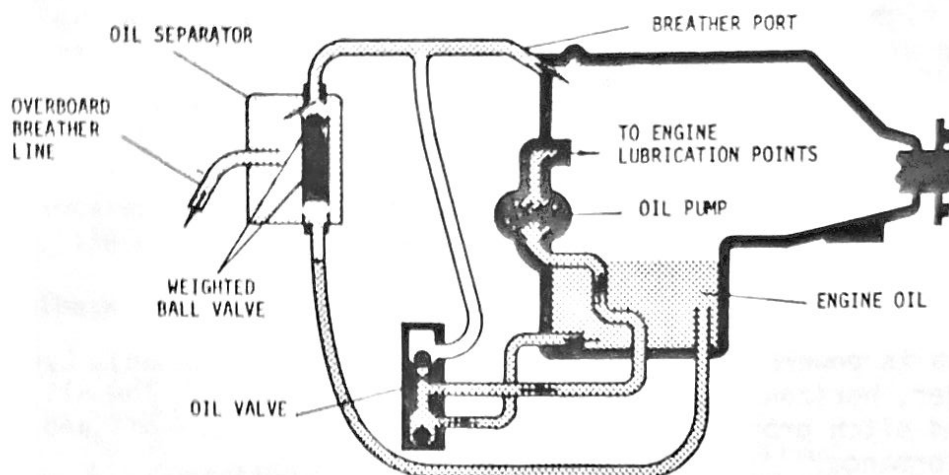 OIL SEPARATOR
BREATHER PORT
OVERBOARD
BREATHER
LINE
TO ENGINE
LUBRICATION POINTS
OIL PUMP
WEIGHTED
BALL VALVE
ENGINE OIL
OIL VALVE